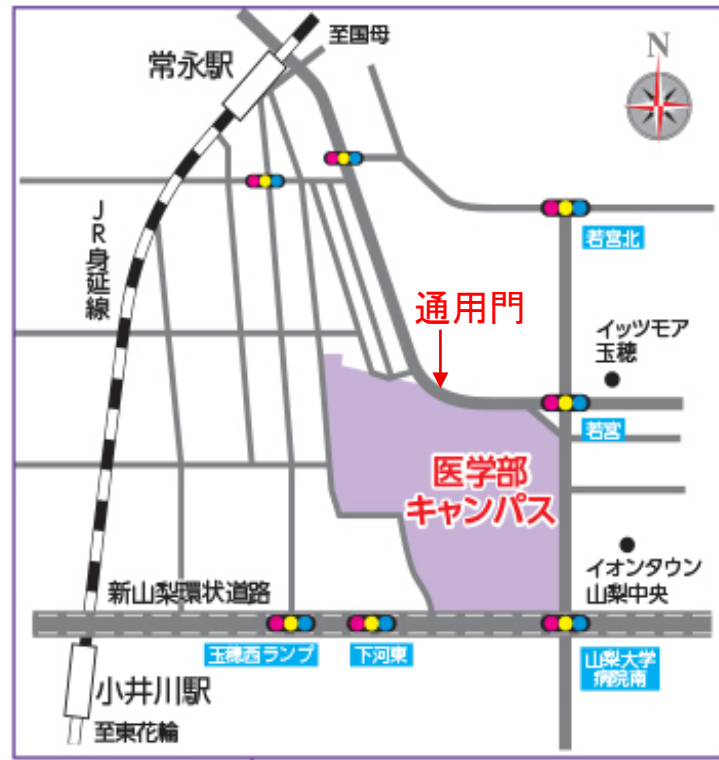 至国母
常永駅
N
JR身延線
若宮北
通用門
イッツモア
玉穂
若宮
医学部
キャンパス
イオンタウン
山梨中央
新山梨環状道路
玉穂西ランプ
下河東
山梨大学
病院南
小井川駅
至東花輪